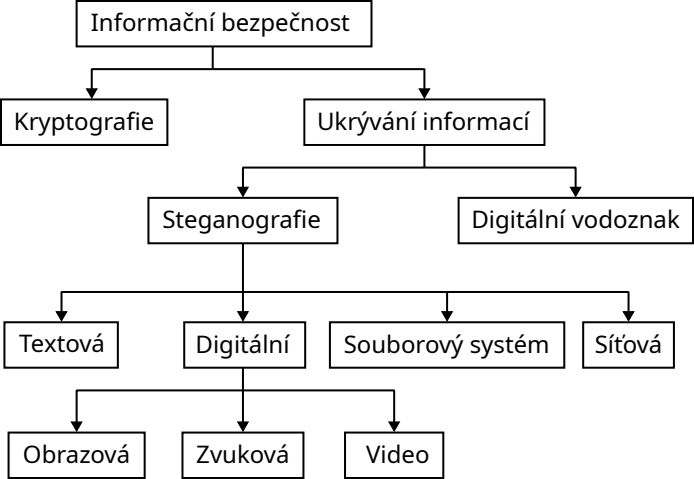 Informační bezpečnost
Kryptografie
Ukrývání informací
Steganografie
Digitální vodoznak
Textová
Digitální
Souborový systém
Síťová
Obrazová
Zvuková
Video